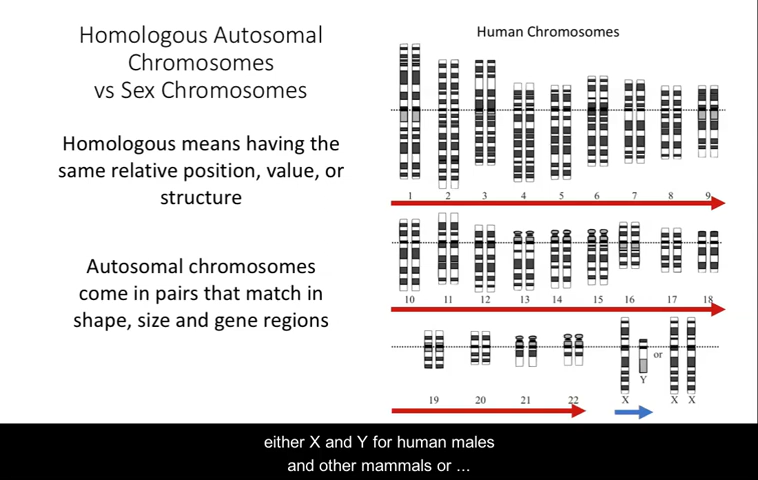 Homologous Autosomal
Chromosomes
vs Sex Chromosomes
Homologous means having the
same relative position, value, or
structure
Autosomal chromosomes
come in pairs that match in
shape, size and gene regions
Human Chromosomes
1 2 3 4 5 6 7 8 9
10 11 12 13 14 15 16 17 18
or
Y
19 20 21 22 X X X
either X and Y for human males
and other mammals or ...